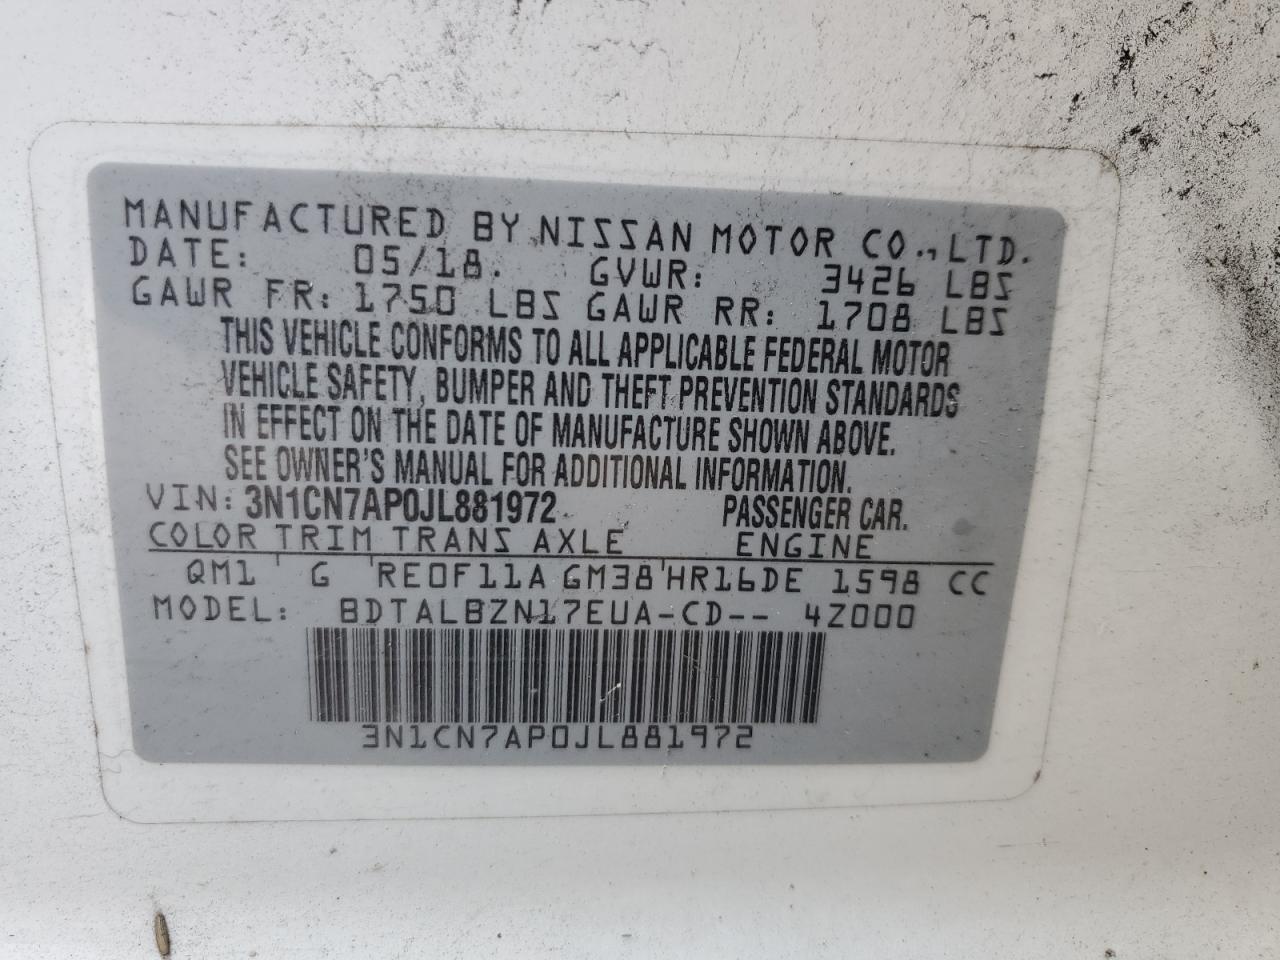 MANUFACTURED BY NISSAN MOTOR CO., LTD.
DATE: 05/18. GVWR: 3426 LBS
GAWR FR: 1750 LBS GAWR RR: 1708 LBS
THIS VEHICLE CONFORMS TO ALL APPLICABLE FEDERAL MOTOR
VEHICLE SAFETY, BUMPER AND THEFT PREVENTION STANDARDS
IN EFFECT ON THE DATE OF MANUFACTURE SHOWN ABOVE.
SEE OWNER'S MANUAL FOR ADDITIONAL INFORMATION.
VIN: 3N1CN7AP0JL881972 PASSENGER CAR.
COLOR TRIM TRANS AXLE ENGINE
QM1 G RE0F11A GM38 HR16DE 1598 CC
MODEL: BDTALBZN17EUA-CD-- 4Z000
3N1CN7AP0JL881972